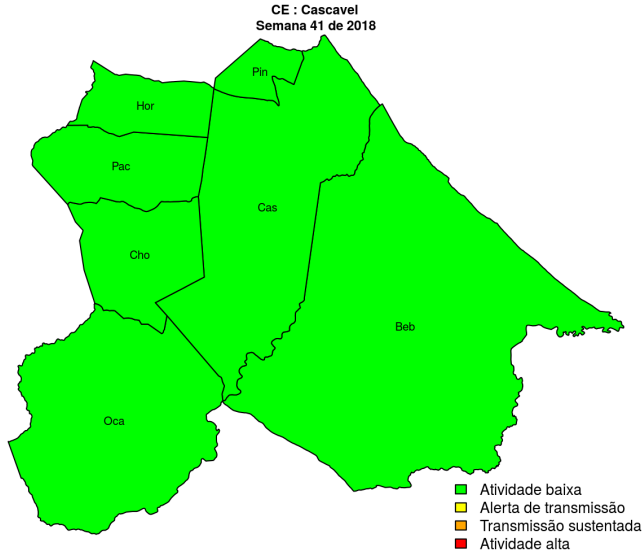 CE : Cascavel
Semana 41 de 2018
Pin
Hor
Pac
Cas
Cho
Beb
Oca
Atividade baixa
Alerta de transmissão
Transmissão sustentada
Atividade alta